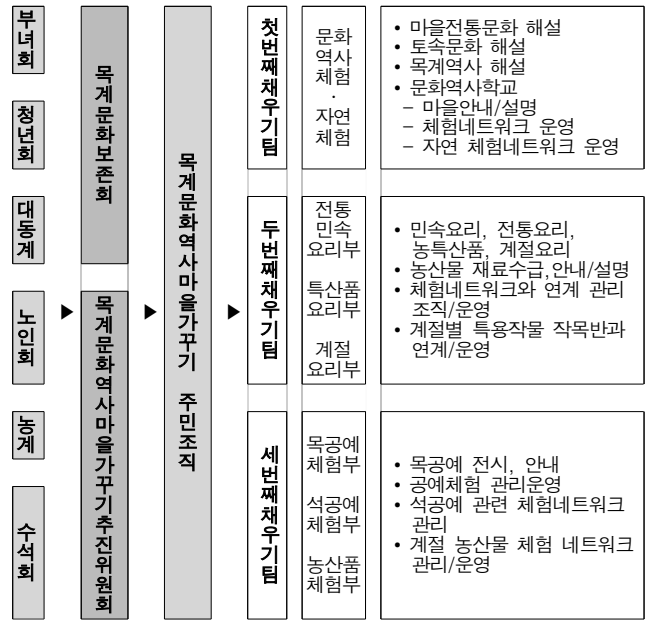 부녀회
청년회
대동계
노인회
농계
수석회
▶
목계문화보존회
목계문화역사마을가꾸기추진위원회
▶
목계문화역사마을가꾸기 주민조직
▶
첫번째채우기팀
문화
역사
체험
·
자연
체험
• 마을전통문화 해설
• 토속문화 해설
• 목계역사 해설
• 문화역사학교
– 마을안내/설명
– 체험네트워크 운영
– 자연 체험네트워크 운영
두번째채우기팀
전통
민속
요리부
특산품
요리부
계절
요리부
• 민속요리, 전통요리,
농특산품, 계절요리
• 농산물 재료수급,안내/설명
• 체험네트워크와 연계 관리
조직/운영
• 계절별 특용작물 작목반과
연계/운영
세번째채우기팀
목공예
체험부
석공예
체험부
농산품
체험부
• 목공예 전시, 안내
• 공예체험 관리운영
• 석공예 관련 체험네트워크
관리
• 계절 농산물 체험 네트워크
관리/운영